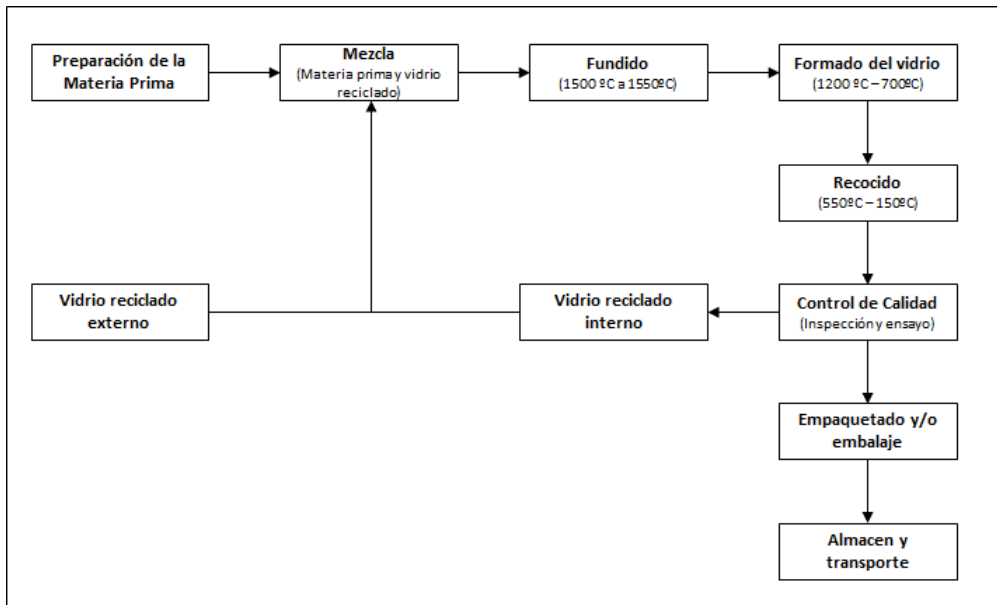 Preparación de la
Materia Prima
Mezcla
(Materia prima y vidrio
reciclado)
Fundido
(1500 ºC a 1550ºC)
Formado del vidrio
(1200 ºC – 700ºC)
Recocido
(550ºC – 150ºC)
Vidrio reciclado
externo
Vidrio reciclado
interno
Control de Calidad
(Inspección y ensayo)
Empaquetado y/o
embalaje
Almacen y
transporte